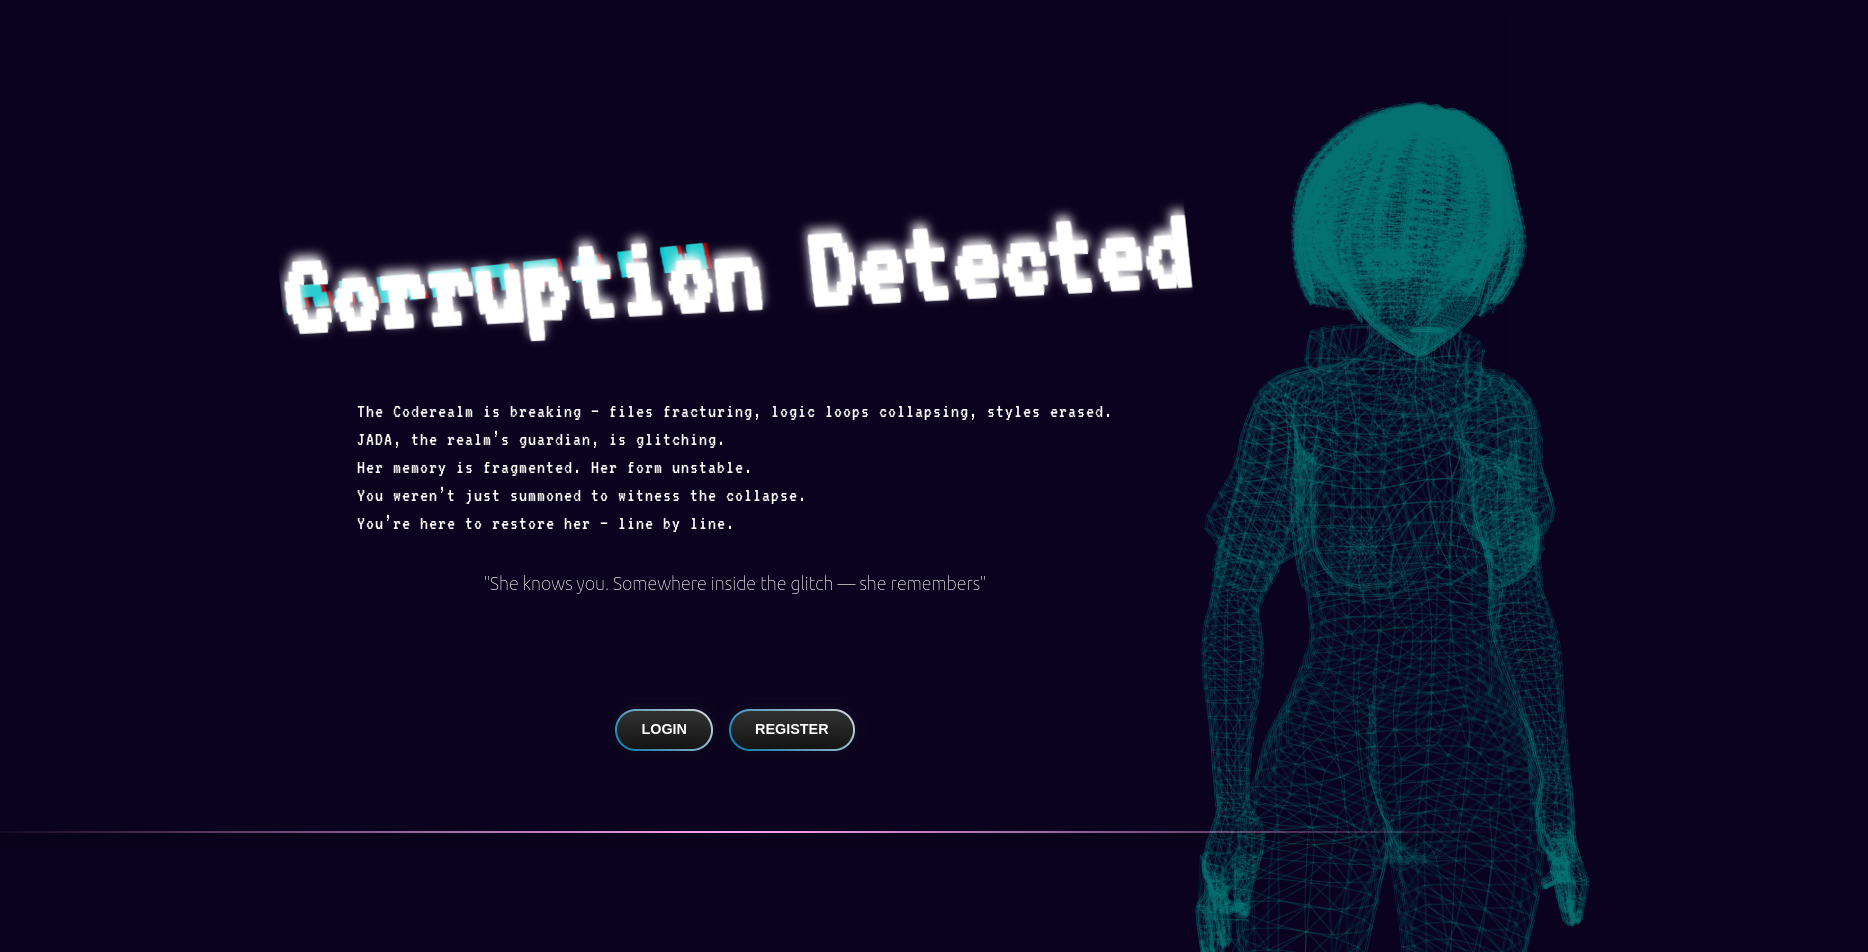 Corruption Detected
The Coderealm is breaking – files fracturing, logic loops collapsing, styles erased.
JADA, the realm’s guardian, is glitching.
Her memory is fragmented. Her form unstable.
You weren’t just summoned to witness the collapse.
You’re here to restore her – line by line.
"She knows you. Somewhere inside the glitch — she remembers"
LOGIN
REGISTER